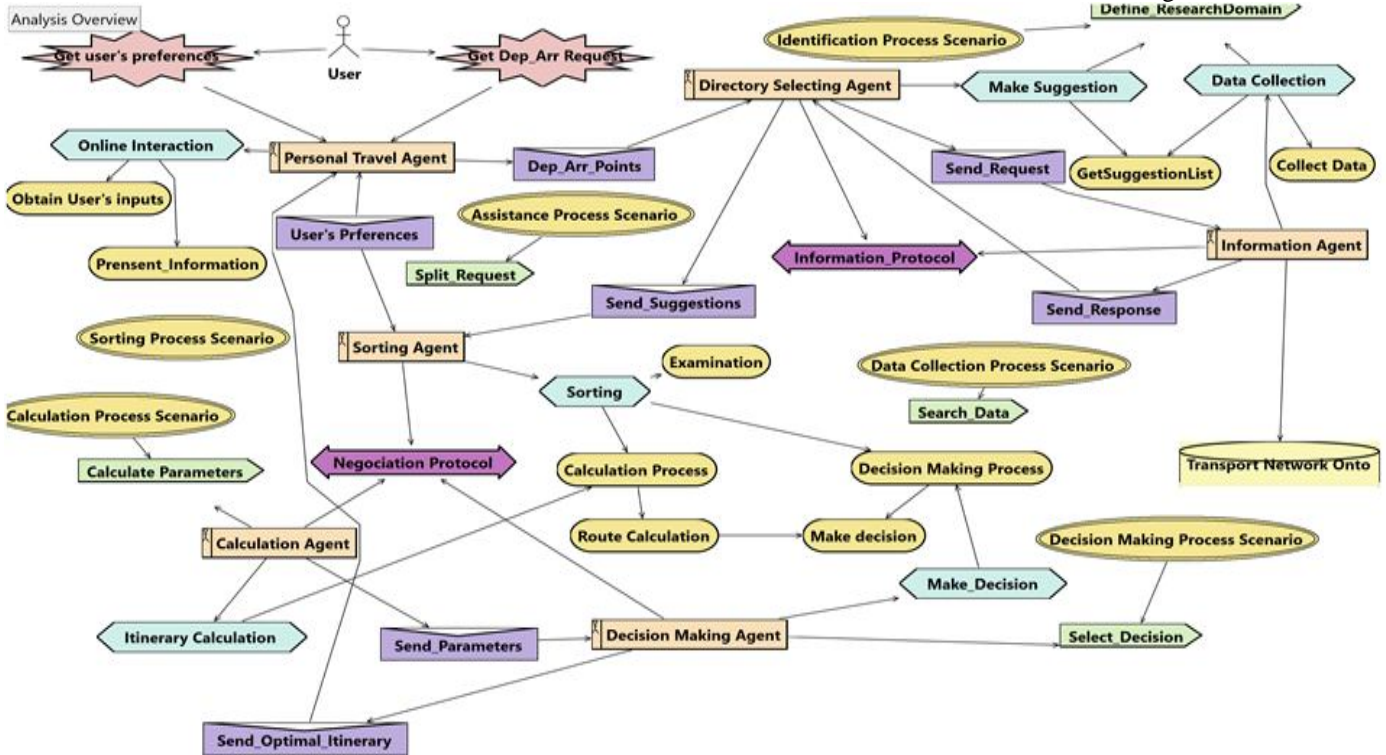 Analysis Overview
Define_ResearchDomain
Get user's preferences
User
Get Dep_Arr Request
Identification Process Scenario
Directory Selecting Agent
Make Suggestion
Data Collection
Online Interaction
Personal Travel Agent
Dep_Arr_Points
Send_Request
GetSuggestionList
Collect Data
Obtain User's inputs
Assistance Process Scenario
User's Prferences
Information Agent
Prensent_Information
Split_Request
Information_Protocol
Send_Suggestions
Send_Response
Sorting Process Scenario
Sorting Agent
Examination
Data Collection Process Scenario
Sorting
Calculation Process Scenario
Search_Data
Calculate Parameters
Negociation Protocol
Calculation Process
Decision Making Process
Transport Network Onto
Calculation Agent
Route Calculation
Make decision
Decision Making Process Scenario
Make_Decision
Itinerary Calculation
Send_Parameters
Decision Making Agent
Select_Decision
Send_Optimal_Itinerary